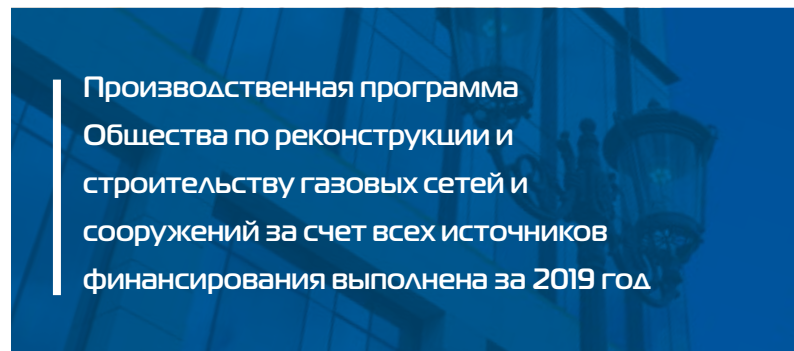 Производственная программа
Общества по реконструкции и
строительству газовых сетей и
сооружений за счет всех источников
финансирования выполнена за 2019 год